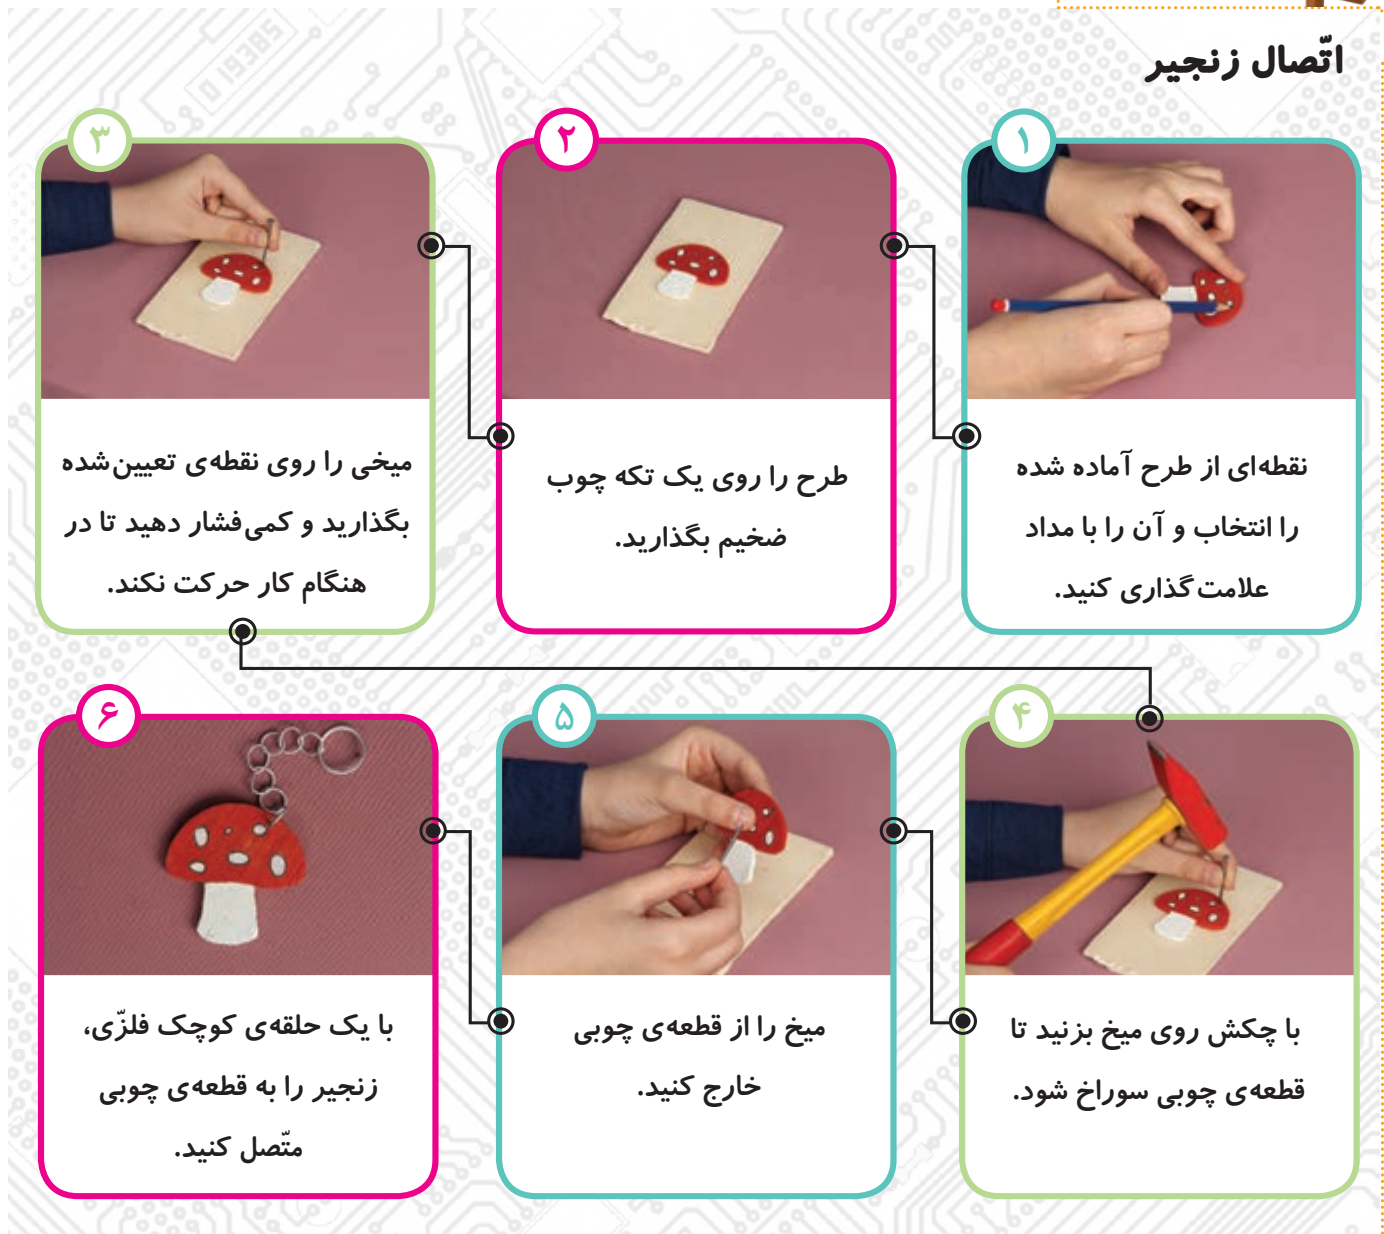 اتّصال زنجیر
۱
نقطه‌ای از طرح آماده شده
را انتخاب و آن را با مداد
علامت‌گذاری کنید.
۲
طرح را روی یک تکه چوب
ضخیم بگذارید.
۳
میخی را روی نقطه‌ی تعیین‌شده
بگذارید و کمی‌فشار دهید تا در
هنگام کار حرکت نکند.
۴
با چکش روی میخ بزنید تا
قطعه‌ی چوبی سوراخ شود.
۵
میخ را از قطعه‌ی چوبی
خارج کنید.
۶
با یک حلقه‌ی کوچک فلزّی،
زنجیر را به قطعه‌ی چوبی
متّصل کنید.